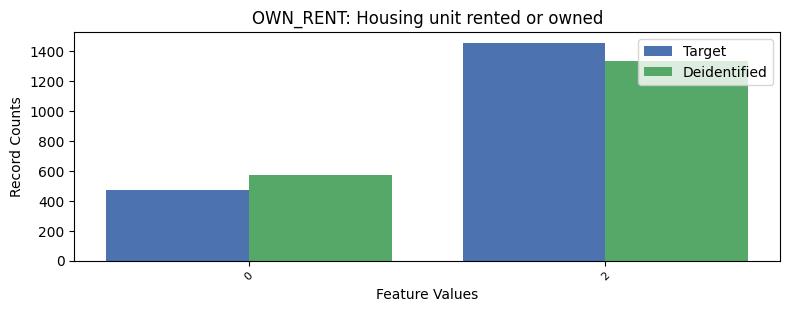 OWN_RENT: Housing unit rented or owned
Target
Deidentified
Record Counts
1400
1200
1000
800
600
400
200
0
0
2
Feature Values